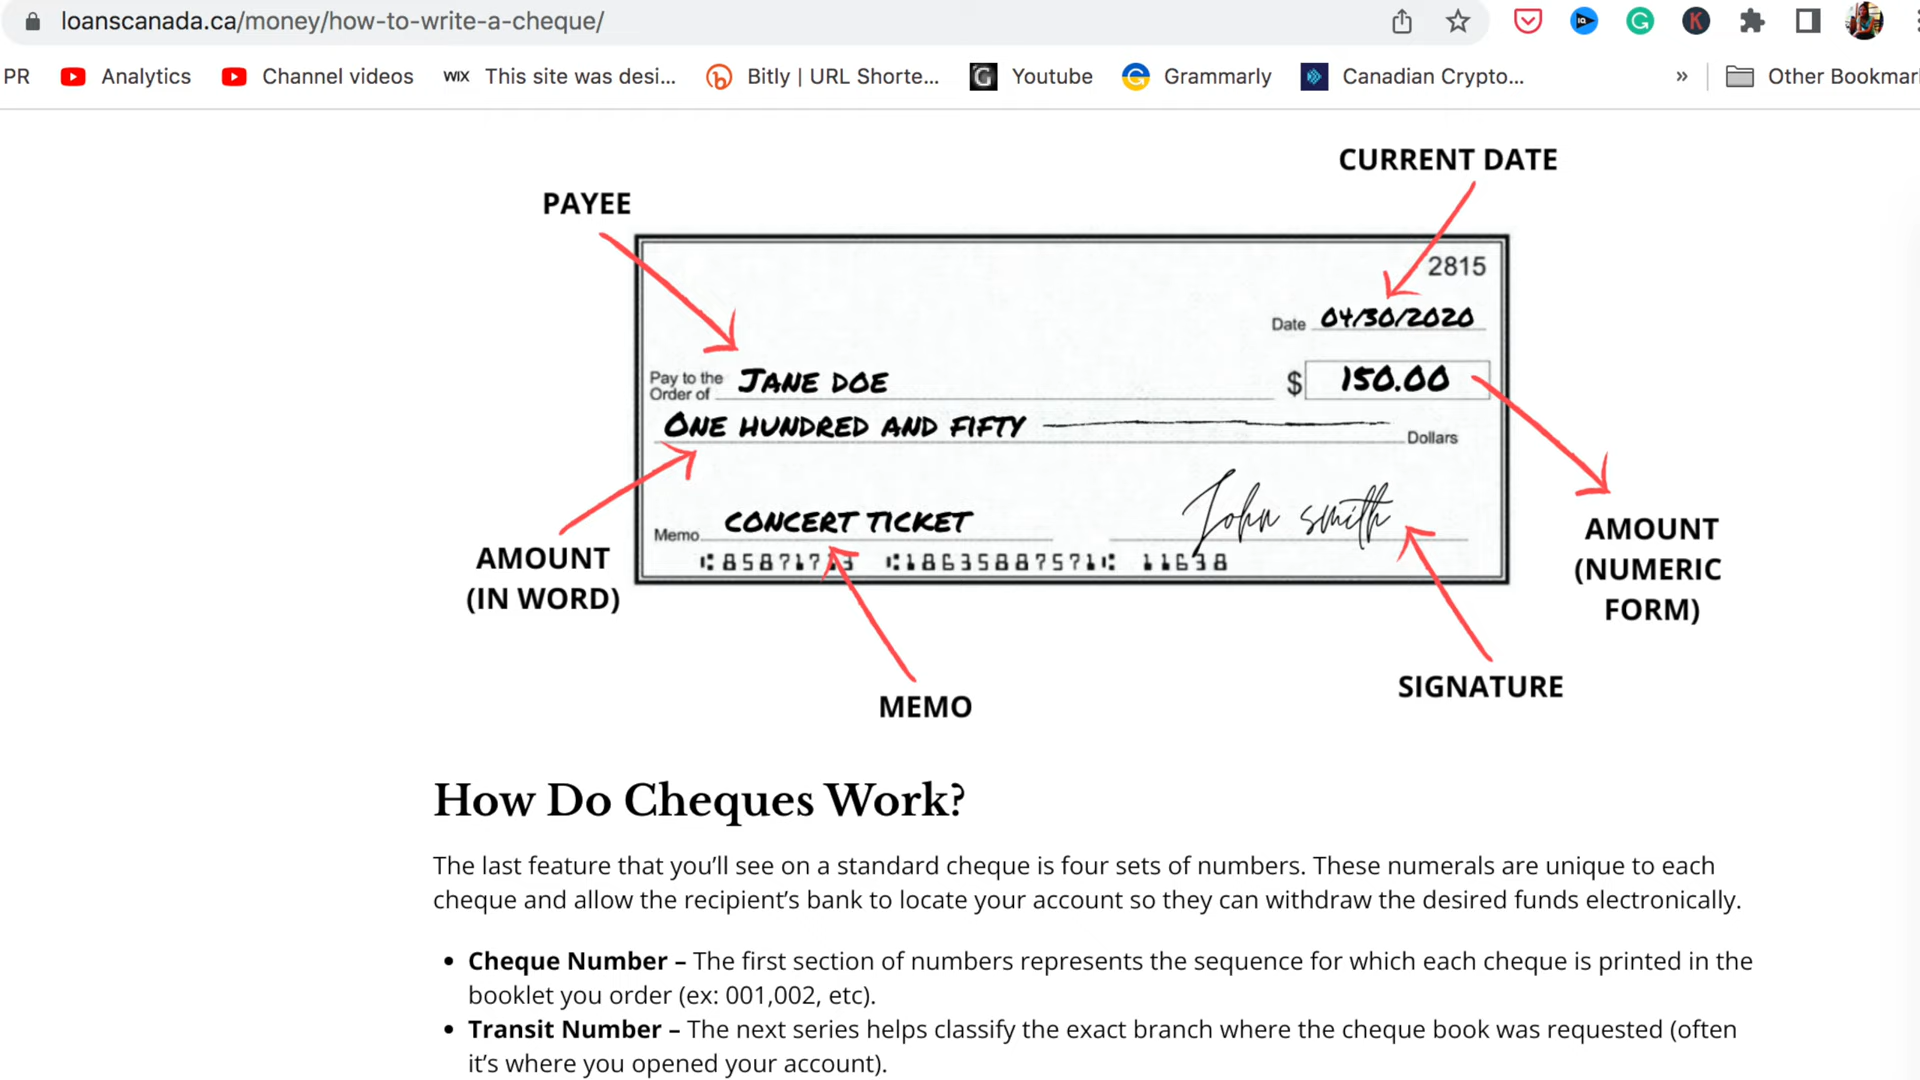 loanscanada.ca/money/how-to-write-a-cheque/
PR Analytics Channel videos WIX This site was desi... Bitly | URL Shorte... Youtube Grammarly Canadian Crypto... » Other Bookmar
CURRENT DATE
PAYEE
2815
Date 04/30/2020
Pay to the Order of JANE DOE $ 150.00
ONE HUNDRED AND FIFTY Dollars
AMOUNT
(IN WORD)
Memo CONCERT TICKET John smith
⑆1863588757⑆ 11638
AMOUNT
(NUMERIC
FORM)
SIGNATURE
MEMO
How Do Cheques Work?
The last feature that you'll see on a standard cheque is four sets of numbers. These numerals are unique to each
cheque and allow the recipient's bank to locate your account so they can withdraw the desired funds electronically.
• Cheque Number – The first section of numbers represents the sequence for which each cheque is printed in the
booklet you order (ex: 001,002, etc).
• Transit Number – The next series helps classify the exact branch where the cheque book was requested (often
it's where you opened your account).